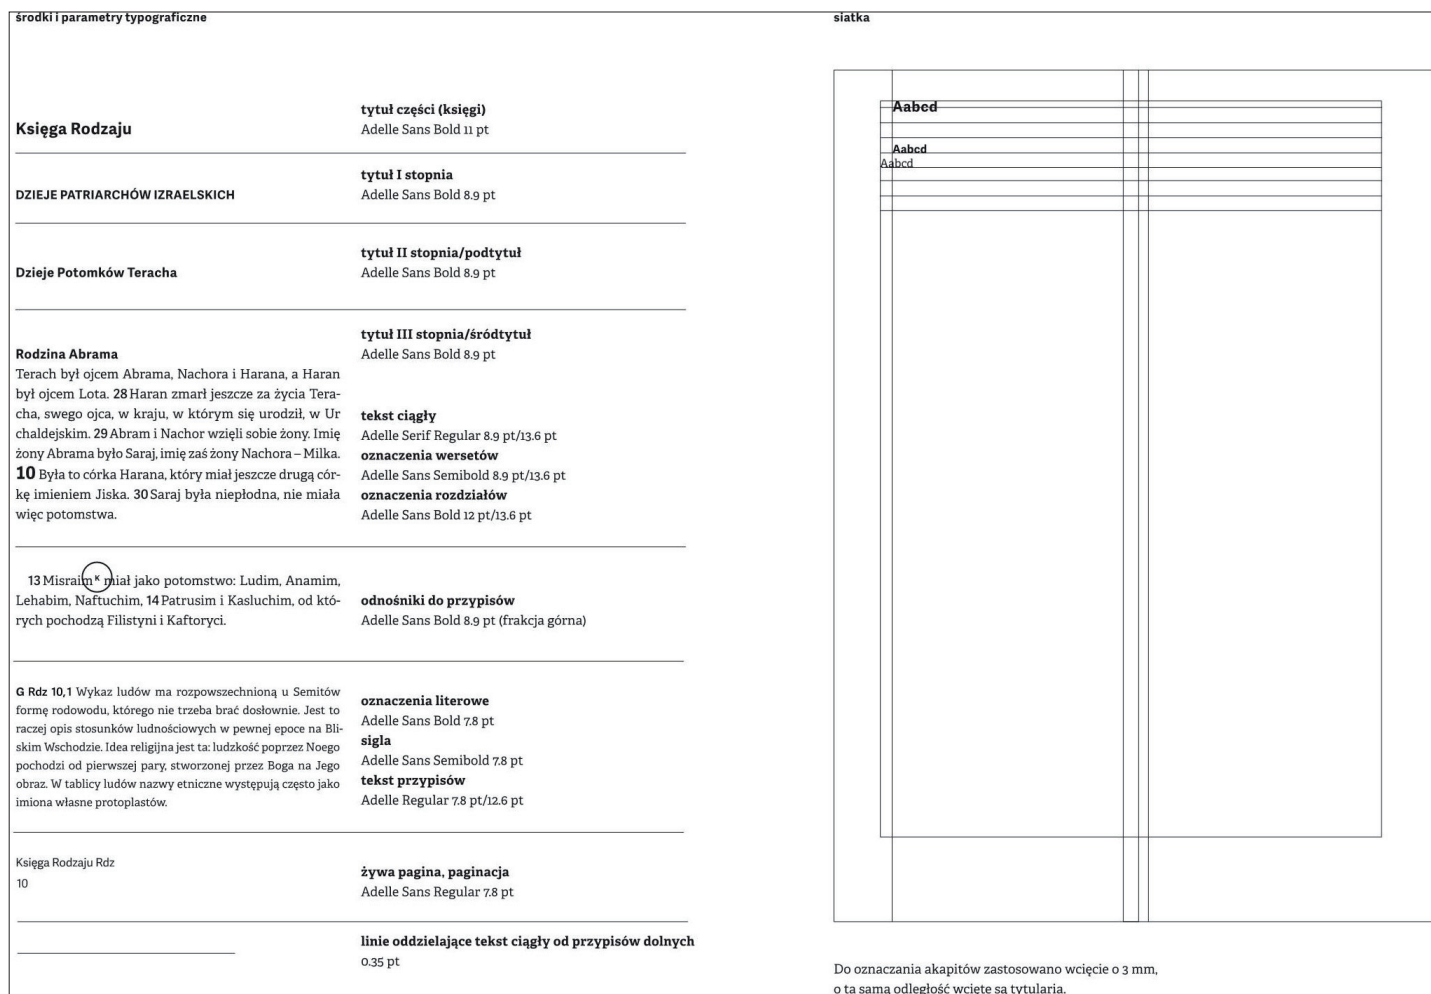 środki i parametry typograficzne
Księga Rodzaju
tytuł części (księgi)
Adelle Sans Bold 11 pt
DZIEJE PATRIARCHÓW IZRAELSKICH
tytuł I stopnia
Adelle Sans Bold 8.9 pt
Dzieje Potomków Teracha
tytuł II stopnia/podtytuł
Adelle Sans Bold 8.9 pt
tytuł III stopnia/śródtytuł
Adelle Sans Bold 8.9 pt
Rodzina Abrama
Terach był ojcem Abrama, Nachora i Harana, a Haran
był ojcem Lota. 28 Haran zmarł jeszcze za życia Tera-
cha, swego ojca, w kraju, w którym się urodził, w Ur
chaldejskim. 29 Abram i Nachor wzięli sobie żony. Imię
żony Abrama było Saraj, imię zaś żony Nachora – Milka.
10 Była to córka Harana, który miał jeszcze drugą cór-
kę imieniem Jiska. 30 Saraj była niepłodna, nie miała
więc potomstwa.
tekst ciągły
Adelle Serif Regular 8.9 pt/13.6 pt
oznaczenia wersetów
Adelle Sans Semibold 8.9 pt/13.6 pt
oznaczenia rozdziałów
Adelle Sans Bold 12 pt/13.6 pt
13 Misraim K miał jako potomstwo: Ludim, Anamim,
Lehabim, Naftuchim, 14 Patrusim i Kasluchim, od któ-
rych pochodzą Filistyni i Kaftoryci.
odnośniki do przypisów
Adelle Sans Bold 8.9 pt (frakcja górna)
G Rdz 10,1 Wykaz ludów ma rozpowszechnioną u Semitów
formę rodowodu, którego nie trzeba brać dosłownie. Jest to
raczej opis stosunków ludnościowych w pewnej epoce na Bli-
skim Wschodzie. Idea religijna jest ta: ludzkość poprzez Noego
pochodzi od pierwszej pary, stworzonej przez Boga na Jego
obraz. W tablicy ludów nazwy etniczne występują często jako
imiona własne protoplastów.
oznaczenia literowe
Adelle Sans Bold 7.8 pt
sigla
Adelle Sans Semibold 7.8 pt
tekst przypisów
Adelle Regular 7.8 pt/12.6 pt
Księga Rodzaju Rdz
10
żywa pagina, paginacja
Adelle Sans Regular 7.8 pt
linie oddzielające tekst ciągły od przypisów dolnych
0.35 pt
siatka
Aabcd
Aabcd
Aabcd
Do oznaczania akapitów zastosowano wcięcie o 3 mm,
o ta sama odległość wcięte są tytularia.